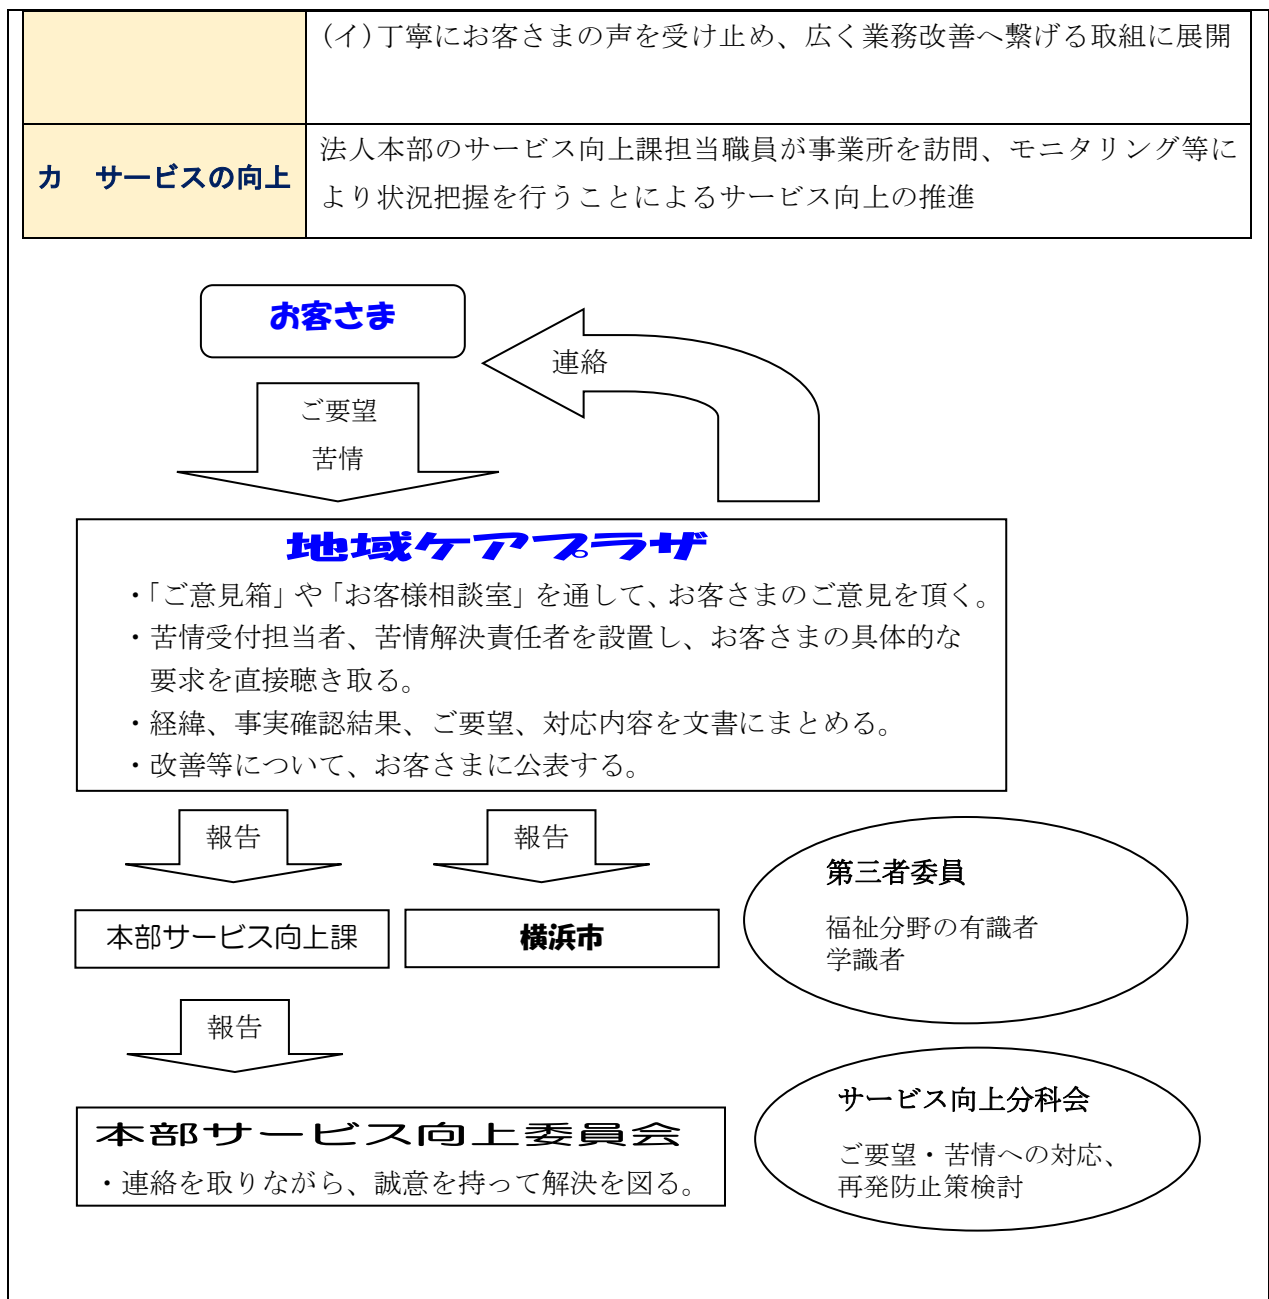 (イ)丁寧にお客さまの声を受け止め、広く業務改善へ繋げる取組に展開
カ　サービスの向上
法人本部のサービス向上課担当職員が事業所を訪問、モニタリング等に
より状況把握を行うことによるサービス向上の推進
お客さま
連絡
ご要望
苦情
地域ケアプラザ
・「ご意見箱」や「お客様相談室」を通して、お客さまのご意見を頂く。
・苦情受付担当者、苦情解決責任者を設置し、お客さまの具体的な
要求を直接聴き取る。
・経緯、事実確認結果、ご要望、対応内容を文書にまとめる。
・改善等について、お客さまに公表する。
報告
報告
本部サービス向上課
横浜市
第三者委員
福祉分野の有識者
学識者
報告
本部サービス向上委員会
・連絡を取りながら、誠意を持って解決を図る。
サービス向上分科会
ご要望・苦情への対応、
再発防止策検討